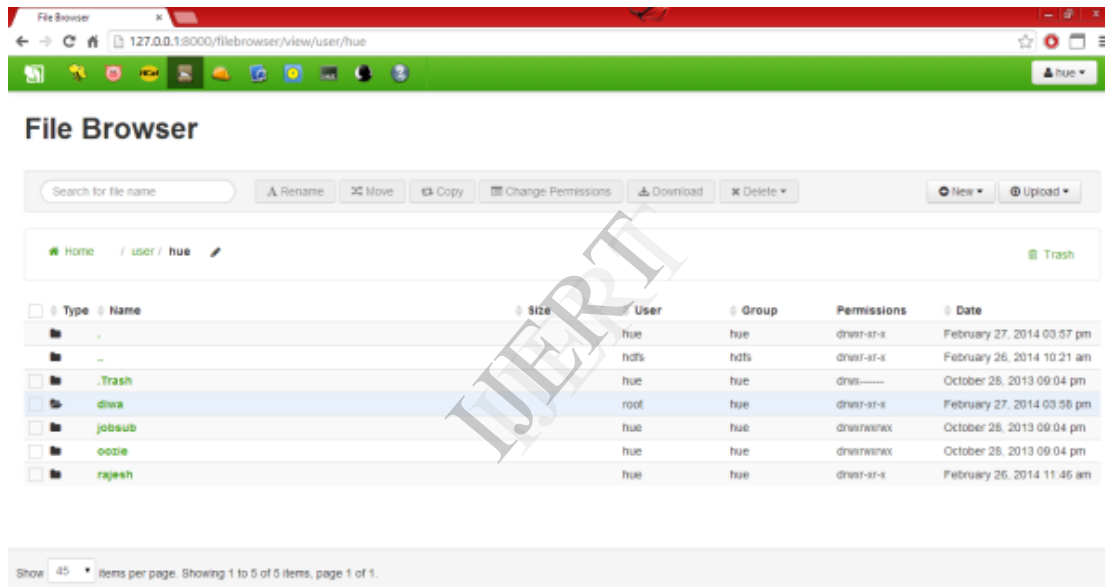 File Browser
127.0.0.1:8000/filebrowser/view/user/hue
HCat
hue
File Browser
Search for file name Rename Move Copy Change Permissions Download Delete New Upload
Home / user / hue Trash
Type Name Size User Group Permissions Date
. hue hue drwxr-xr-x February 27, 2014 03:57 pm
.. hdfs hdfs drwxr-xr-x February 26, 2014 10:21 am
.Trash hue hue drwx------ October 28, 2013 09:04 pm
diwa root hue drwxr-xr-x February 27, 2014 03:58 pm
jobsub hue hue drwxrwxrwx October 28, 2013 09:04 pm
oozie hue hue drwxrwxrwx October 28, 2013 09:04 pm
rajesh hue hue drwxr-xr-x February 26, 2014 11:46 am
IJERT
Show 45 items per page. Showing 1 to 5 of 5 items, page 1 of 1.